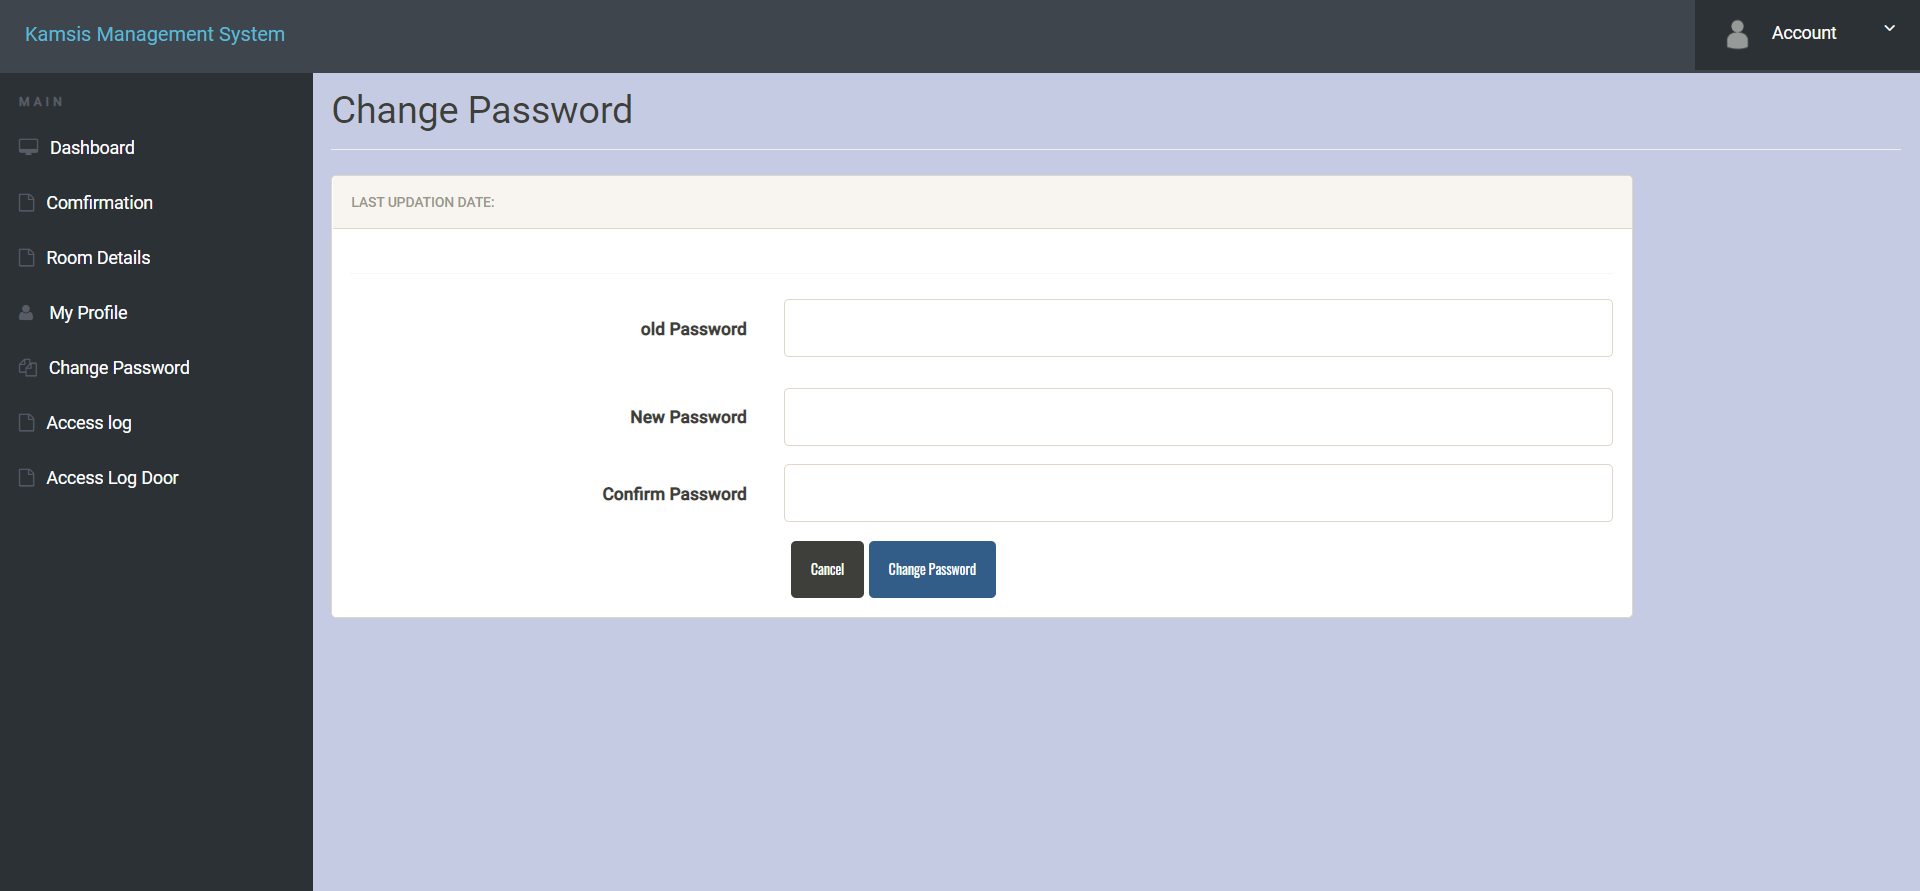 Kamsis Management System
Account
MAIN
Dashboard
Comfirmation
Room Details
My Profile
Change Password
Access log
Access Log Door
Change Password
LAST UPDATION DATE:
old Password
New Password
Confirm Password
Cancel Change Password